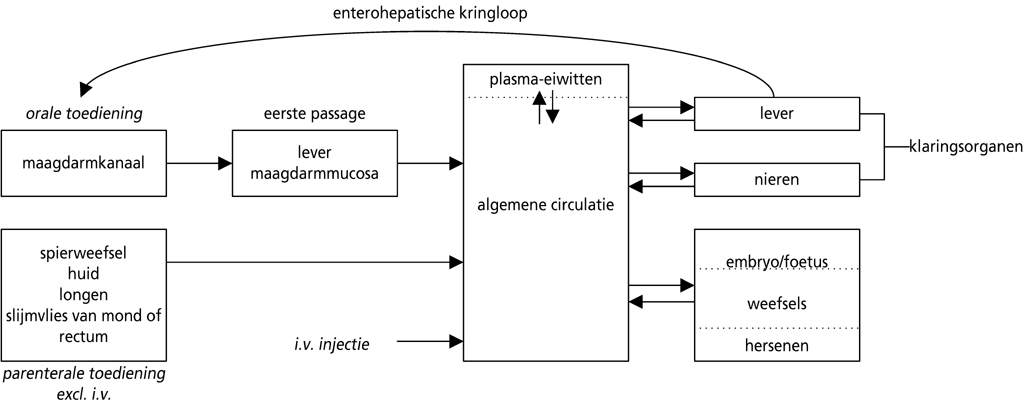 enterohepatische kringloop
orale toediening
maagdarmkanaal
eerste passage
lever
maagdarmmucosa
plasma-eiwitten
algemene circulatie
lever
nieren
klaringsorganen
spierweefsel
huid
longen
slijmvlies van mond of
rectum
parenterale toediening
excl. i.v.
i.v. injectie
embryo/foetus
weefsels
hersenen